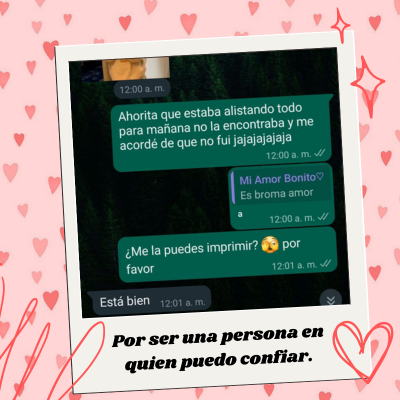 12:00 a. m.
Ahorita que estaba alistando todo
para mañana no la encontraba y me
acordé de que no fui jajajajajaja
12:00 a. m.
Mi Amor Bonito♡
Es broma amor
a
12:00 a. m.
¿Me la puedes imprimir? 🫣 por
favor
12:01 a. m.
Está bien 12:01 a. m.
Por ser una persona en
quien puedo confiar.